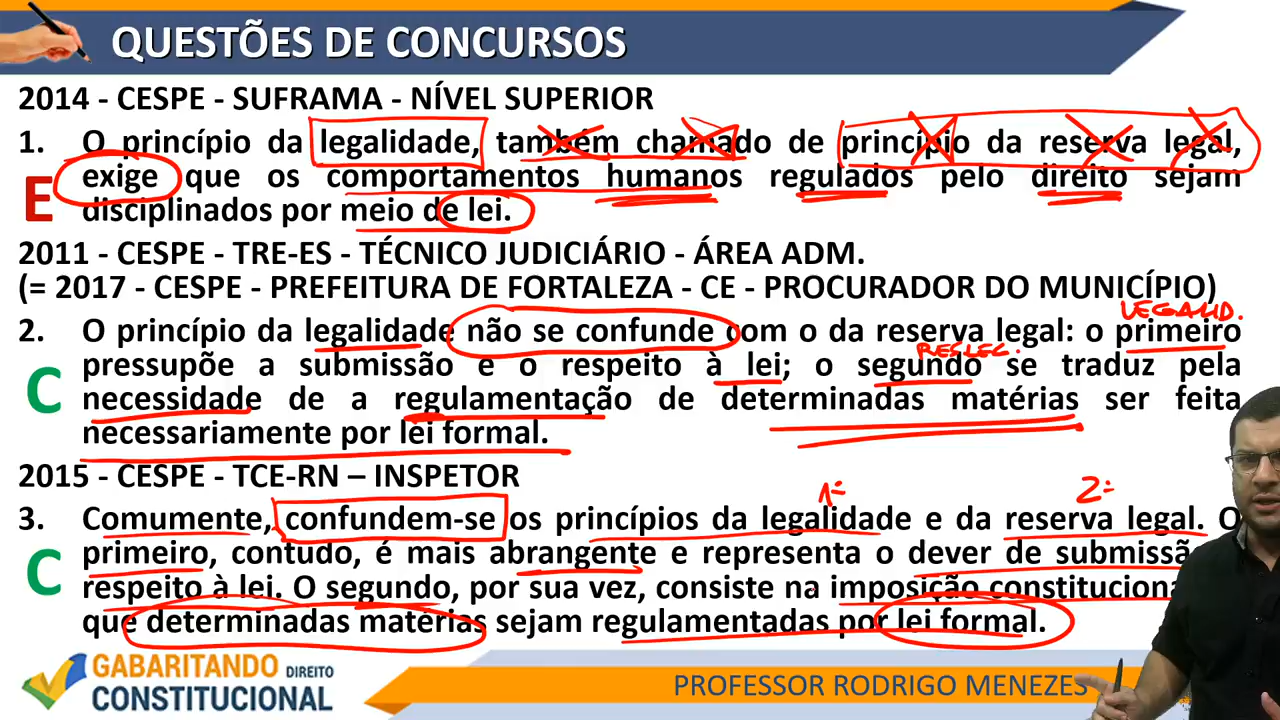 QUESTÕES DE CONCURSOS
2014 - CESPE - SUFRAMA - NÍVEL SUPERIOR
1. O princípio da legalidade, também chamado de princípio da reserva legal,
exige que os comportamentos humanos regulados pelo direito sejam
E
disciplinados por meio de lei.
2011 - CESPE - TRE-ES - TÉCNICO JUDICIÁRIO - ÁREA ADM.
(= 2017 - CESPE - PREFEITURA DE FORTALEZA - CE - PROCURADOR DO MUNICÍPIO)
LEGALID.
2. O princípio da legalidade não se confunde com o da reserva legal: o primeiro
RES LEG.
pressupõe a submissão e o respeito à lei; o segundo se traduz pela
C
necessidade de a regulamentação de determinadas matérias ser feita
necessariamente por lei formal.
2015 - CESPE - TCE-RN – INSPETOR
1º 2º
3. Comumente, confundem-se os princípios da legalidade e da reserva legal. O
primeiro, contudo, é mais abrangente e representa o dever de submissão
C
respeito à lei. O segundo, por sua vez, consiste na imposição constitucional
que determinadas matérias sejam regulamentadas por lei formal.
GABARITANDO DIREITO
CONSTITUCIONAL
PROFESSOR RODRIGO MENEZES